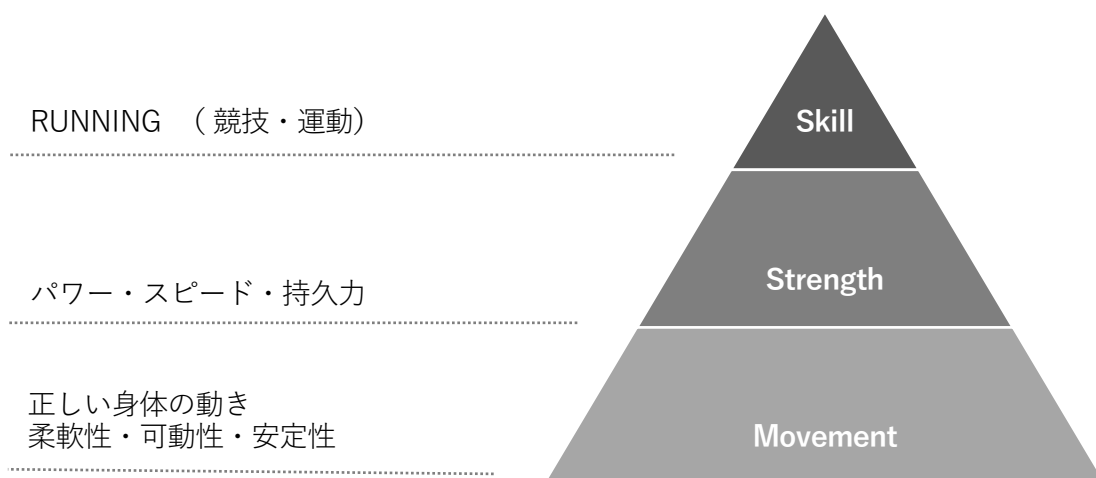 RUNNING （競技・運動）
Skill
パワー・スピード・持久力
Strength
正しい身体の動き
柔軟性・可動性・安定性
Movement